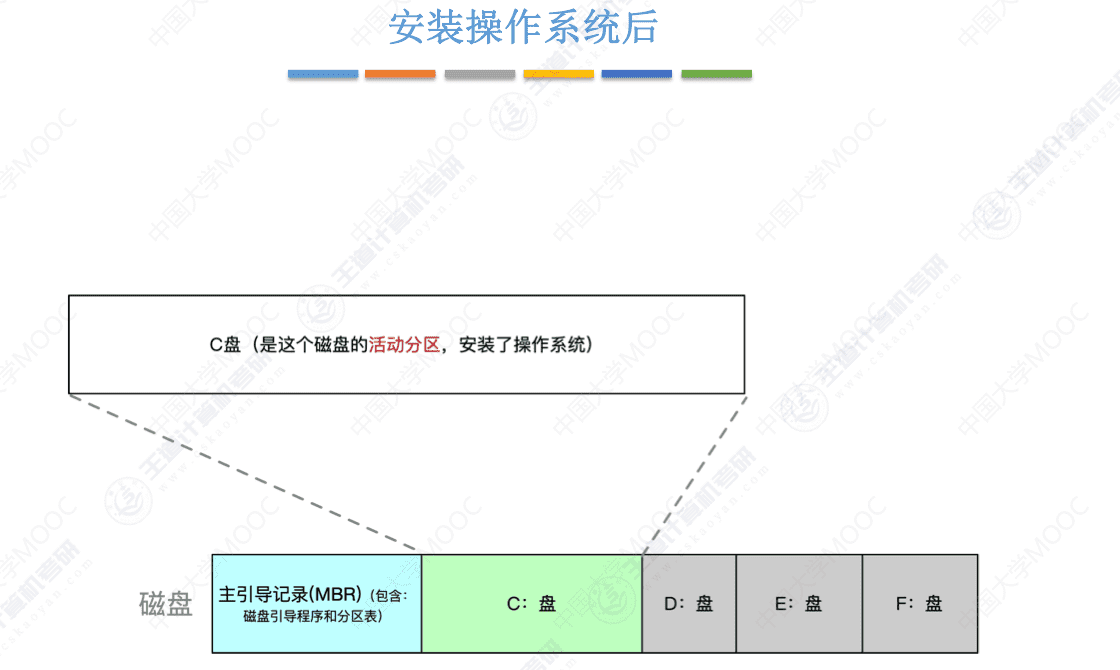 安装操作系统后
C盘（是这个磁盘的活动分区，安装了操作系统）
磁盘
主引导记录(MBR)（包含：
磁盘引导程序和分区表）
C：盘
D：盘
E：盘
F：盘
中国大学MOOC
王道计算机考研
www.cskaoyan.com